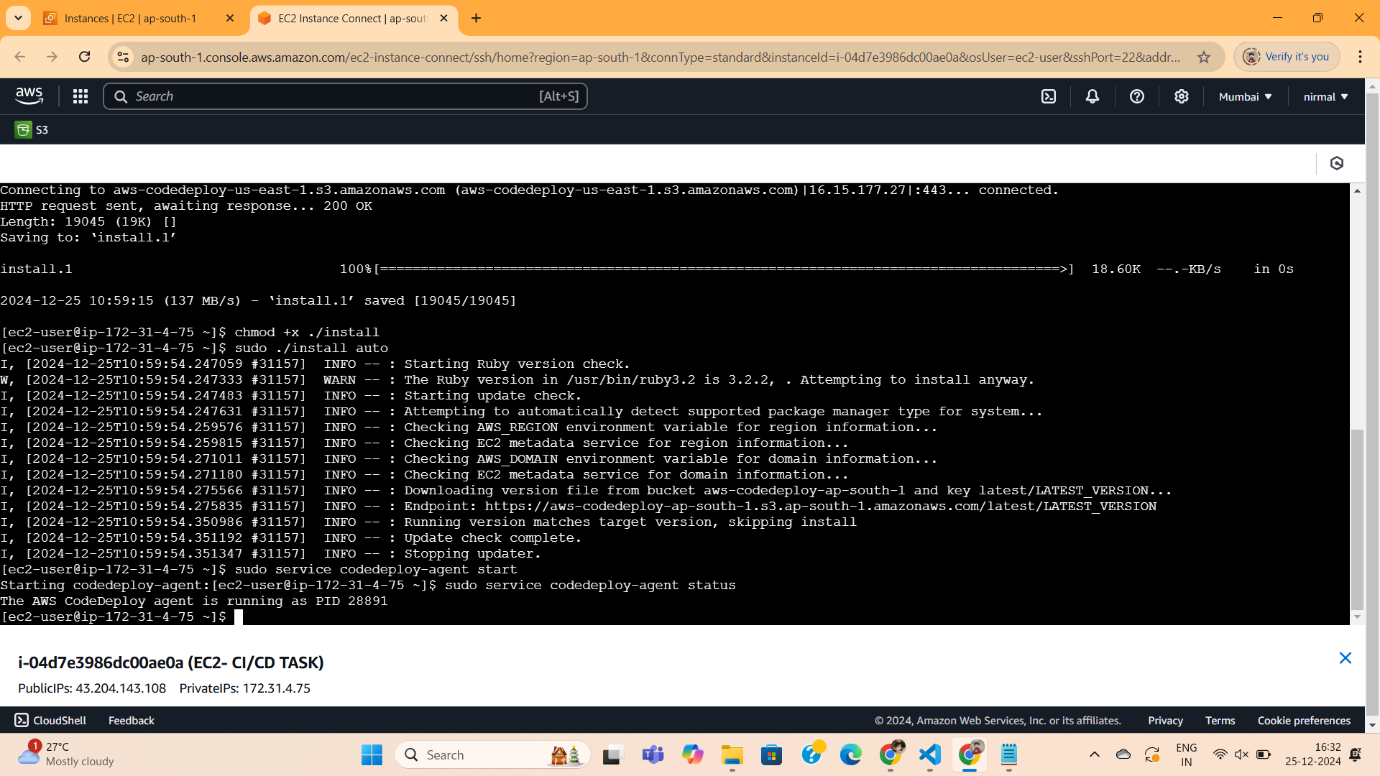 Instances | EC2 | ap-south-1
EC2 Instance Connect | ap-sout
ap-south-1.console.aws.amazon.com/ec2-instance-connect/ssh/home?region=ap-south-1&connType=standard&instanceId=i-04d7e3986dc00ae0a&osUser=ec2-user&sshPort=22&addr...
Verify it's you
aws
Search [Alt+S]
Mumbai
nirmal
S3
Connecting to aws-codedeploy-us-east-1.s3.amazonaws.com (aws-codedeploy-us-east-1.s3.amazonaws.com)|16.15.177.27|:443... connected.
HTTP request sent, awaiting response... 200 OK
Length: 19045 (19K) []
Saving to: ‘install.1’
install.1 100%[=====================================================================================>] 18.60K --.-KB/s in 0s
2024-12-25 10:59:15 (137 MB/s) - ‘install.1’ saved [19045/19045]
[ec2-user@ip-172-31-4-75 ~]$ chmod +x ./install
[ec2-user@ip-172-31-4-75 ~]$ sudo ./install auto
I, [2024-12-25T10:59:54.247059 #31157]  INFO -- : Starting Ruby version check.
W, [2024-12-25T10:59:54.247333 #31157]  WARN -- : The Ruby version in /usr/bin/ruby3.2 is 3.2.2, . Attempting to install anyway.
I, [2024-12-25T10:59:54.247483 #31157]  INFO -- : Starting update check.
I, [2024-12-25T10:59:54.247631 #31157]  INFO -- : Attempting to automatically detect supported package manager type for system...
I, [2024-12-25T10:59:54.259576 #31157]  INFO -- : Checking AWS_REGION environment variable for region information...
I, [2024-12-25T10:59:54.259815 #31157]  INFO -- : Checking EC2 metadata service for region information...
I, [2024-12-25T10:59:54.271011 #31157]  INFO -- : Checking AWS_DOMAIN environment variable for domain information...
I, [2024-12-25T10:59:54.271180 #31157]  INFO -- : Checking EC2 metadata service for domain information...
I, [2024-12-25T10:59:54.275566 #31157]  INFO -- : Downloading version file from bucket aws-codedeploy-ap-south-1 and key latest/LATEST_VERSION...
I, [2024-12-25T10:59:54.275835 #31157]  INFO -- : Endpoint: https://aws-codedeploy-ap-south-1.s3.ap-south-1.amazonaws.com/latest/LATEST_VERSION
I, [2024-12-25T10:59:54.350986 #31157]  INFO -- : Running version matches target version, skipping install
I, [2024-12-25T10:59:54.351192 #31157]  INFO -- : Update check complete.
I, [2024-12-25T10:59:54.351347 #31157]  INFO -- : Stopping updater.
[ec2-user@ip-172-31-4-75 ~]$ sudo service codedeploy-agent start
Starting codedeploy-agent:[ec2-user@ip-172-31-4-75 ~]$ sudo service codedeploy-agent status
The AWS CodeDeploy agent is running as PID 28891
[ec2-user@ip-172-31-4-75 ~]$
i-04d7e3986dc00ae0a (EC2- CI/CD TASK)
PublicIPs: 43.204.143.108 PrivateIPs: 172.31.4.75
CloudShell Feedback © 2024, Amazon Web Services, Inc. or its affiliates. Privacy Terms Cookie preferences
1
27°C
Mostly cloudy
Search
ENG
IN
16:32
25-12-2024